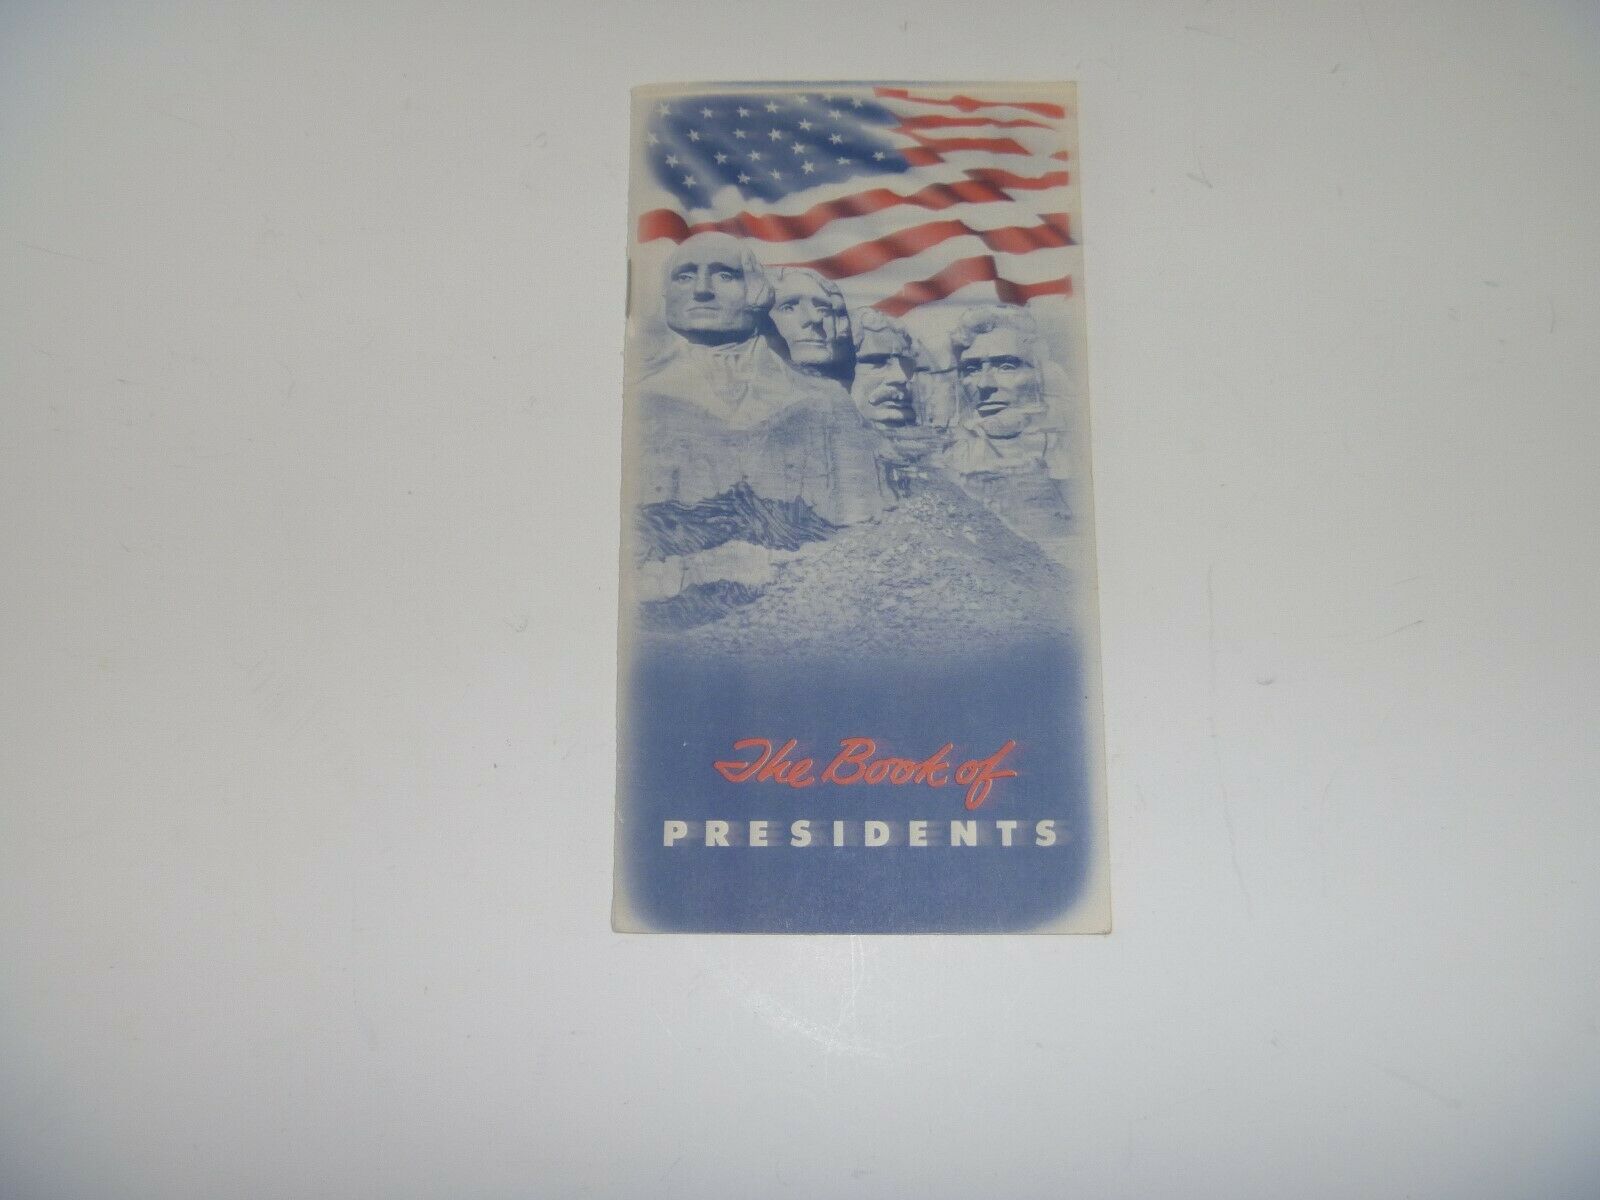 The Book of
PRESIDENTS